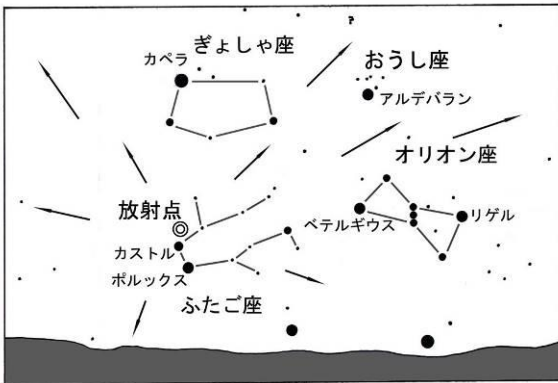 ぎょしゃ座
カペラ
おうし座
アルデバラン
オリオン座
放射点
ベテルギウス
リゲル
カストル
ポルックス
ふたご座